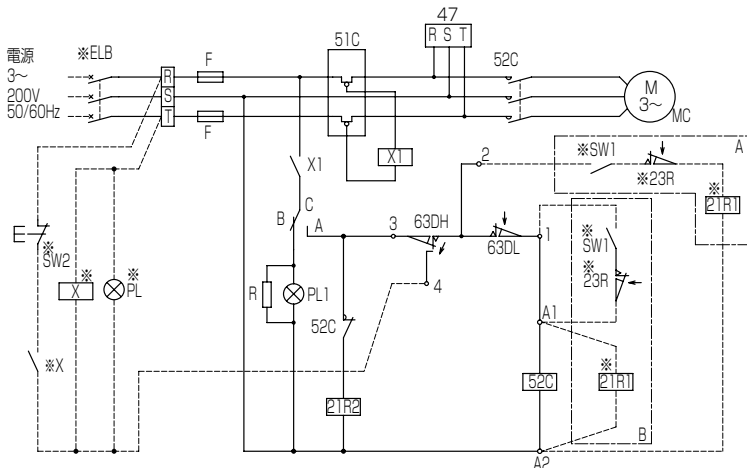 47
51C
R S T
電源
※ELB
F
52C
3～
R
M
200V
S
3～
50/60Hz
T
MC
F
A
X1
2
※SW1
X1
※23R
※
C
21R1
B
A
3
63DH
※
63DL
1
※
SW1
SW2
※
※
※
23R
X
PL
R
PL1
4
52C
A1
※X
※
52C
21R1
21R2
B
A2